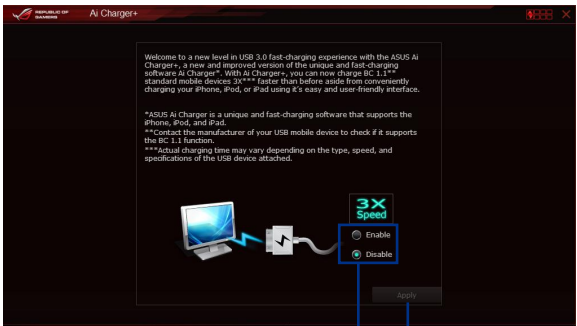 REPUBLIC OF
GAMERS
Ai Charger+
Welcome to a new level in USB 3.0 fast-charging experience with the ASUS Ai
Charger+, a new and improved version of the unique and fast-charging
software Ai Charger*. With Ai Charger+, you can now charge BC 1.1**
standard mobile devices 3X*** faster than before aside from conveniently
charging your iPhone, iPod, or iPad using it's easy and user-friendly interface.
*ASUS Ai Charger is a unique and fast-charging software that supports the
iPhone, iPod, and iPad.
**Contact the manufacturer of your USB mobile device to check if it supports
the BC 1.1 function.
***Actual charging time may vary depending on the type, speed, and
specifications of the USB device attached.
3X
Speed
Enable
Disable
Apply